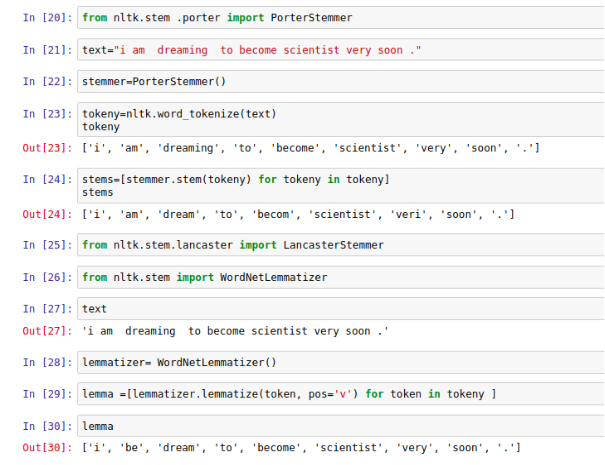 In [20]: from nltk.stem .porter import PorterStemmer
In [21]: text="i am  dreaming  to become scientist very soon ."
In [22]: stemmer=PorterStemmer()
In [23]: tokeny=nltk.word_tokenize(text)
tokeny
Out[23]: ['i', 'am', 'dreaming', 'to', 'become', 'scientist', 'very', 'soon', '.']
In [24]: stems=[stemmer.stem(tokeny) for tokeny in tokeny]
stems
Out[24]: ['i', 'am', 'dream', 'to', 'becom', 'scientist', 'veri', 'soon', '.']
In [25]: from nltk.stem.lancaster import LancasterStemmer
In [26]: from nltk.stem import WordNetLemmatizer
In [27]: text
Out[27]: 'i am  dreaming  to become scientist very soon .'
In [28]: lemmatizer= WordNetLemmatizer()
In [29]: lemma =[lemmatizer.lemmatize(token, pos='v') for token in tokeny ]
In [30]: lemma
Out[30]: ['i', 'be', 'dream', 'to', 'become', 'scientist', 'very', 'soon', '.']